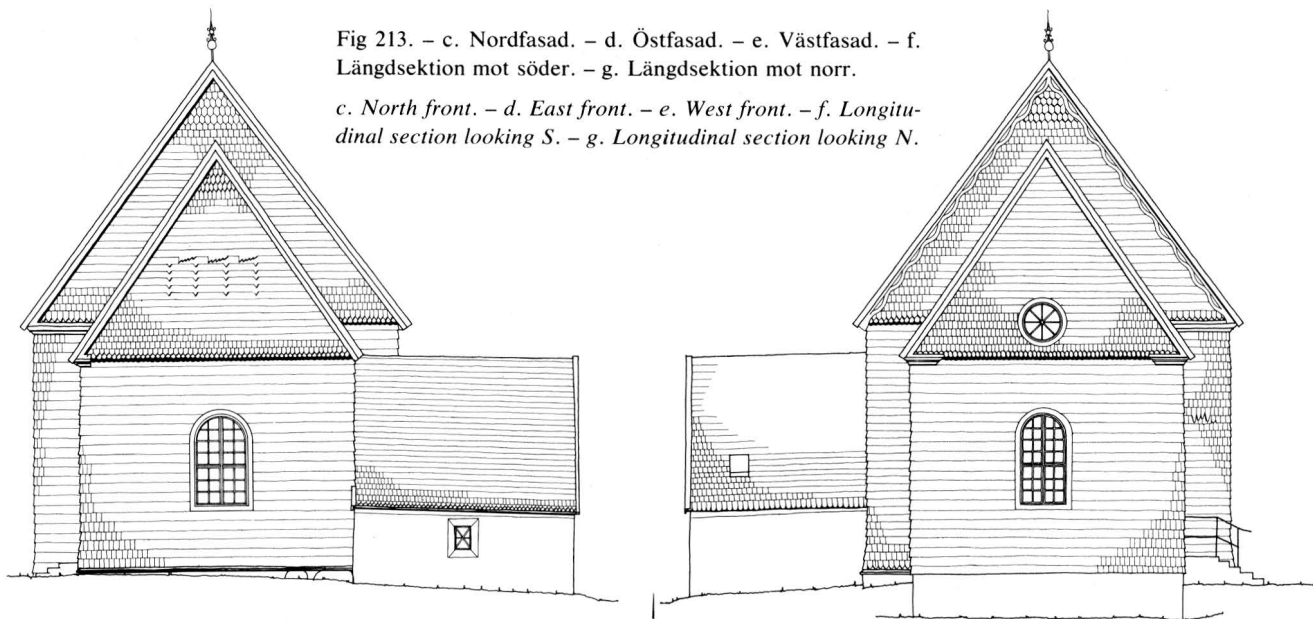 Fig 213. – c. Nordfasad. – d. Östfasad. – e. Västfasad. – f.
Längdsektion mot söder. – g. Längdsektion mot norr.
c. North front. – d. East front. – e. West front. – f. Longitu-
dinal section looking S. – g. Longitudinal section looking N.